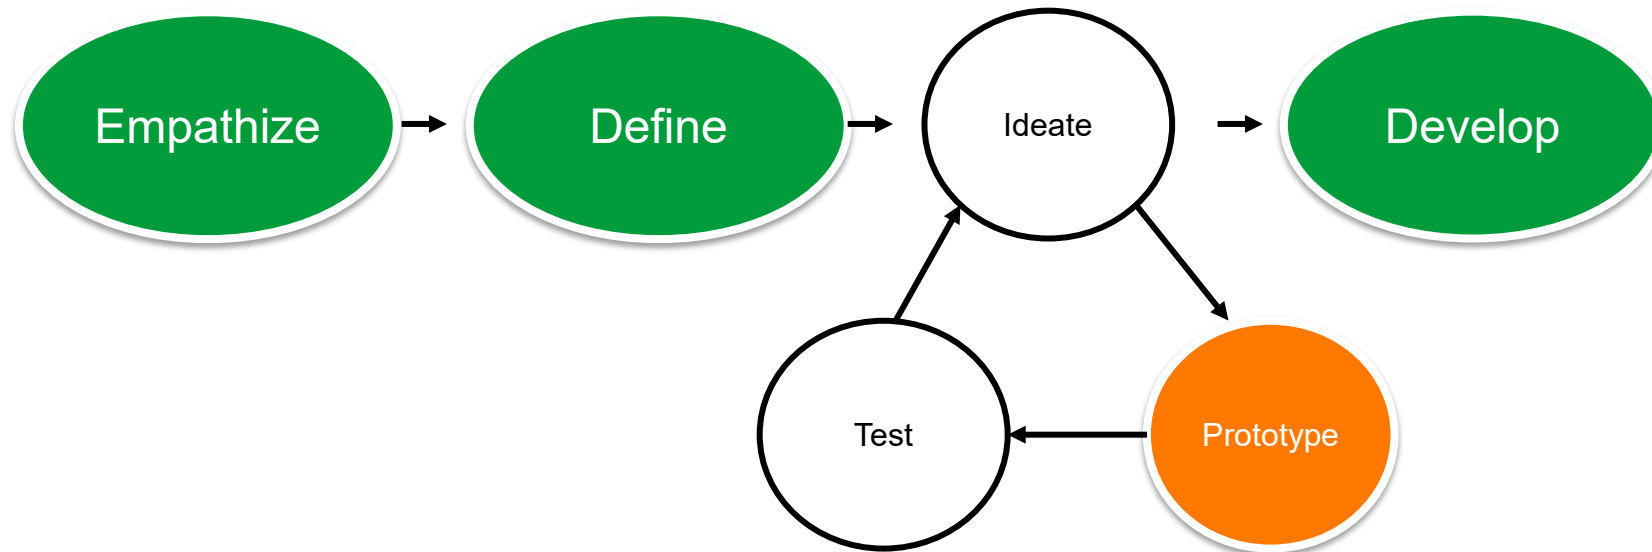 Empathize
Define
Ideate
Develop
Test
Prototype